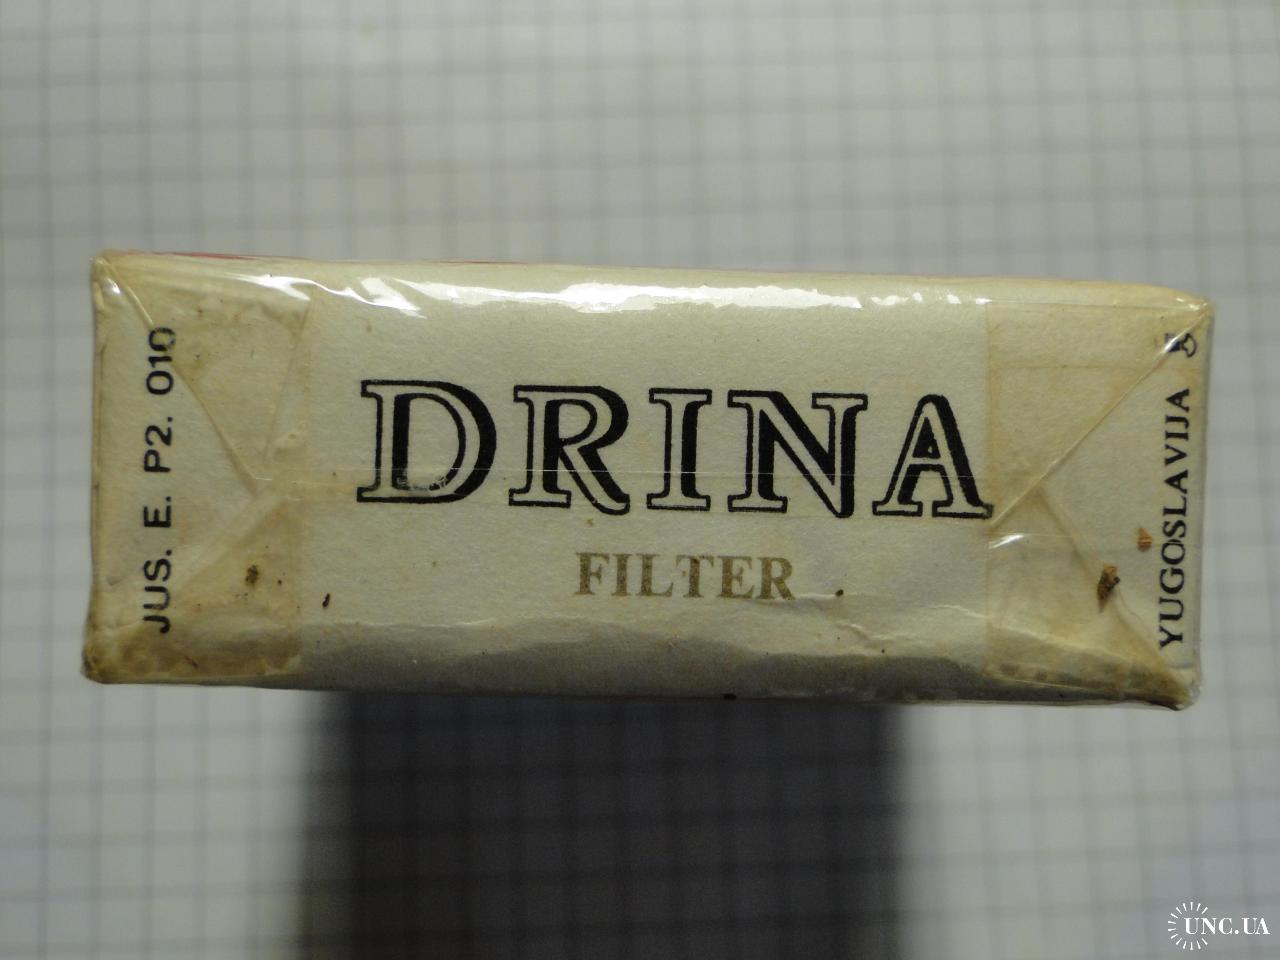 JUS. E. P2. 010
DRINA
FILTER
YUGOSLAVIJA
UNC.UA